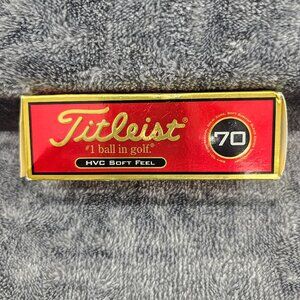 Titleist®
#1 ball in golf.®
HVC SOFT FEEL
70